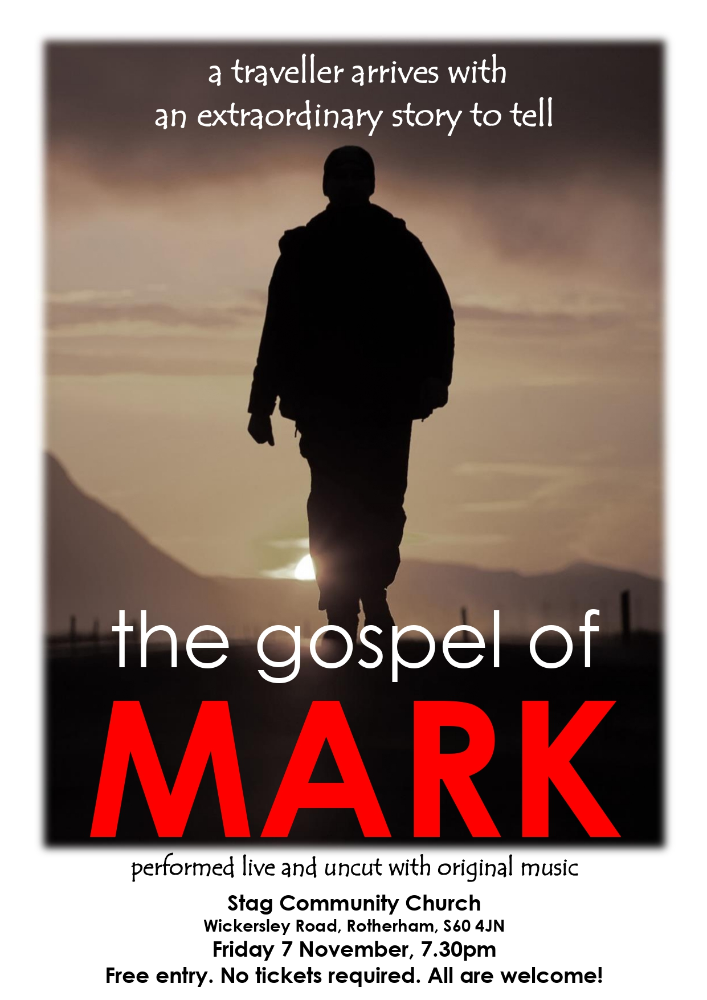 a traveller arrives with
an extraordinary story to tell
the gospel of
MARK
performed live and uncut with original music
Stag Community Church
Wickersley Road, Rotherham, S60 4JN
Friday 7 November, 7.30pm
Free entry. No tickets required. All are welcome!